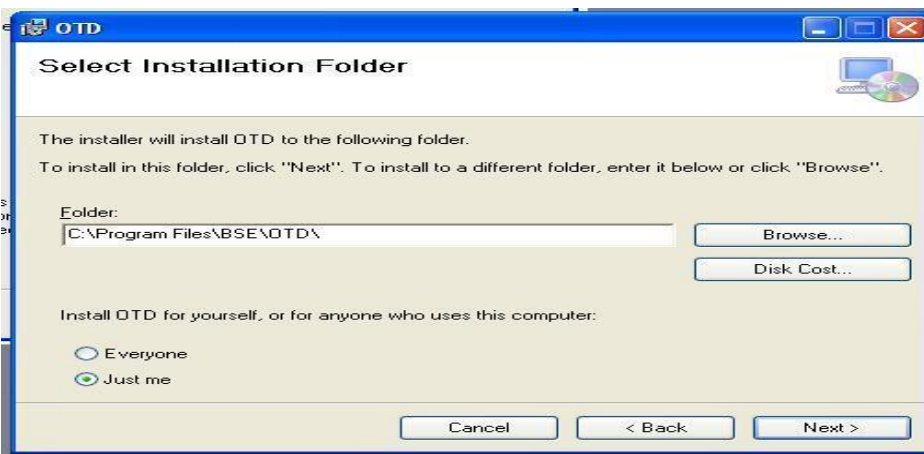 OTD
Select Installation Folder
The installer will install OTD to the following folder.
To install in this folder, click "Next". To install to a different folder, enter it below or click "Browse".
Folder:
C:\Program Files\BSE\OTD\
Browse...
Disk Cost...
Install OTD for yourself, or for anyone who uses this computer:
Everyone
Just me
Cancel
< Back
Next >